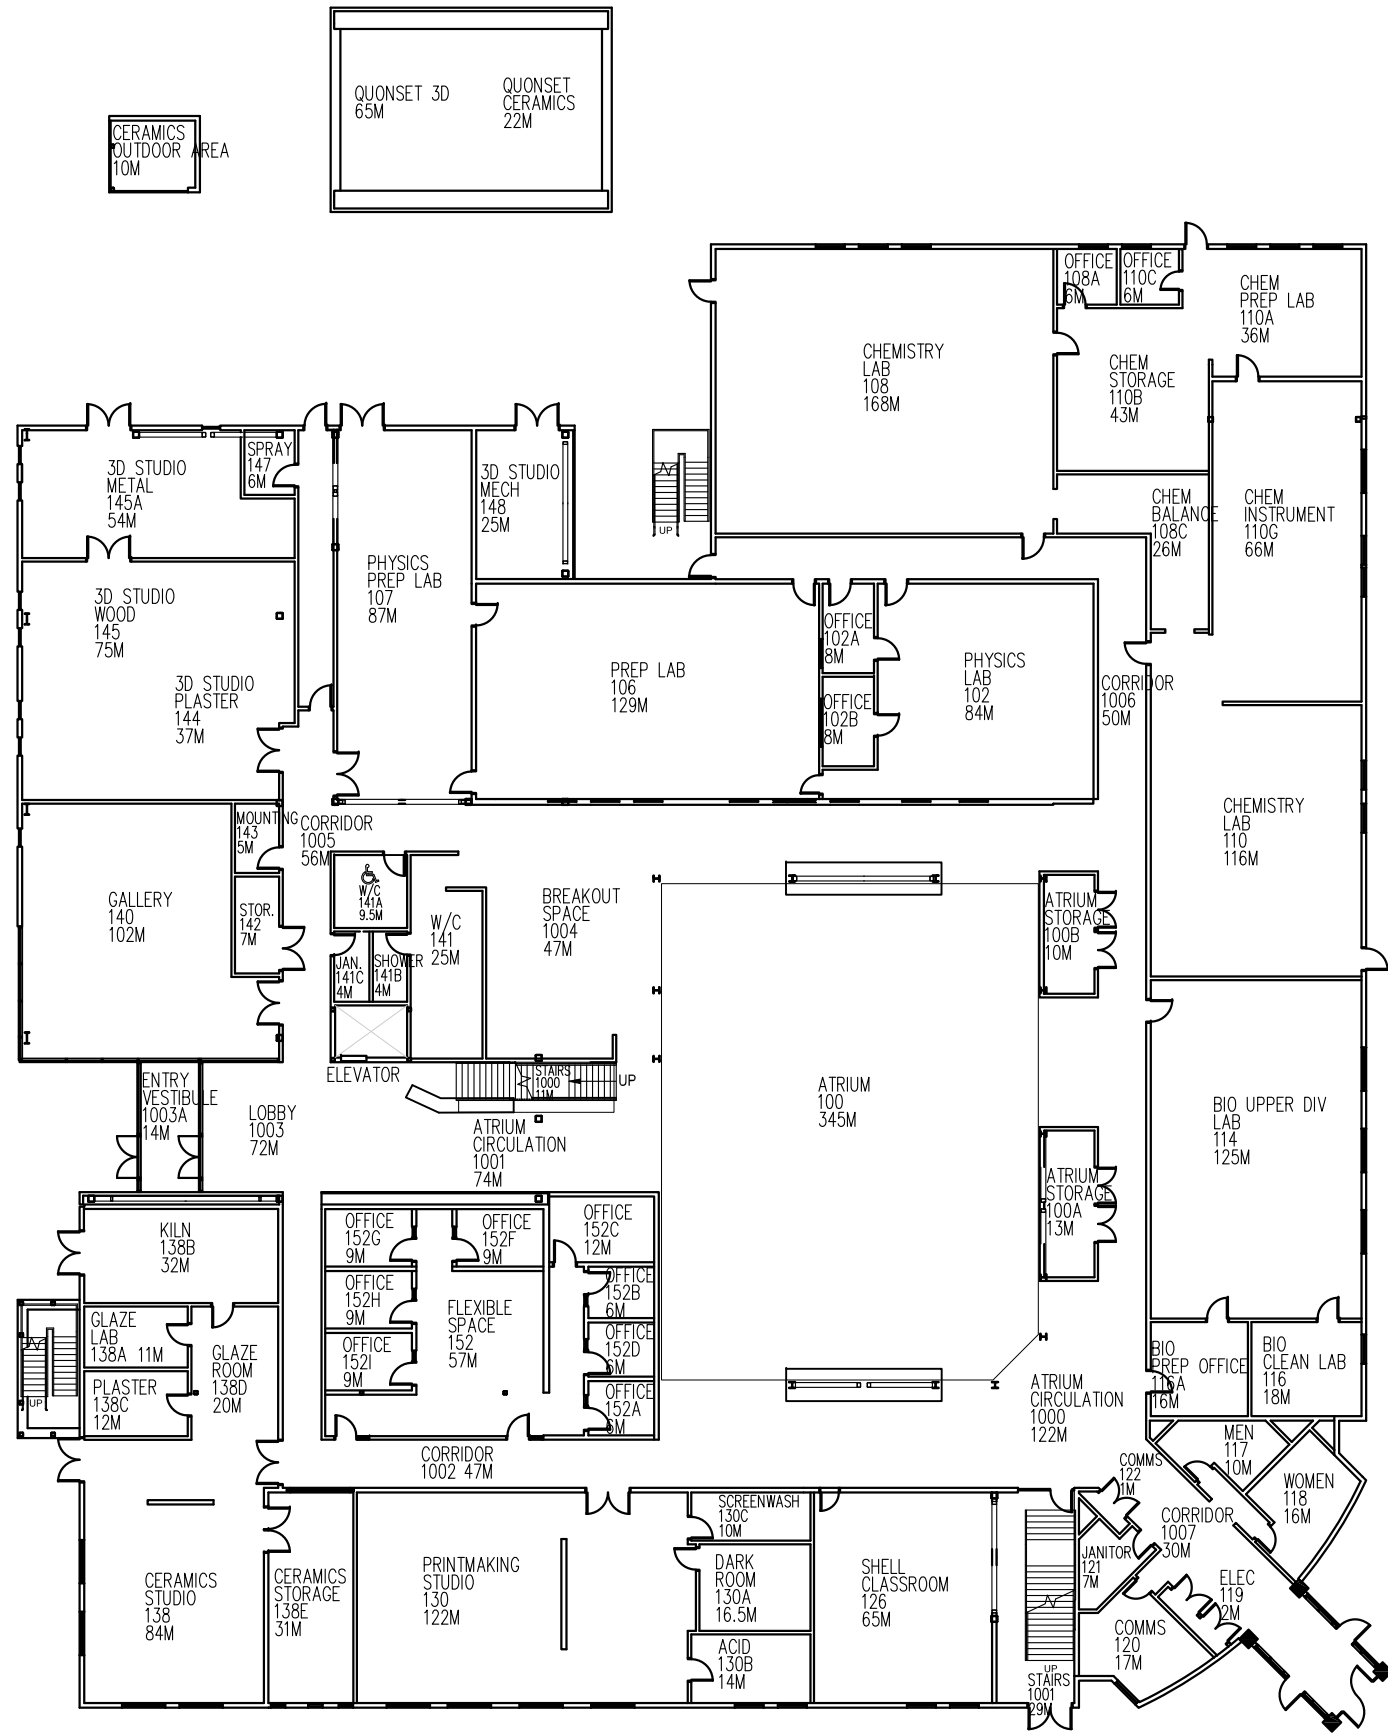 QUONSET 3D
65M
QUONSET
CERAMICS
22M
CERAMICS
OUTDOOR AREA
10M
OFFICE
108A
6M
OFFICE
110C
6M
CHEM
PREP LAB
110A
36M
CHEMISTRY
LAB
108
168M
CHEM
STORAGE
110B
43M
3D STUDIO
METAL
145A
54M
SPRAY
147
6M
3D STUDIO
MECH
148
25M
UP
CHEM
BALANCE
108C
26M
CHEM
INSTRUMENT
110G
66M
PHYSICS
PREP LAB
107
87M
3D STUDIO
WOOD
145
75M
3D STUDIO
PLASTER
144
37M
PREP LAB
106
129M
OFFICE
102A
8M
OFFICE
102B
8M
PHYSICS
LAB
102
84M
CORRIDOR
1006
50M
MOUNTING
143
5M
CORRIDOR
1005
56M
CHEMISTRY
LAB
110
116M
GALLERY
140
102M
STOR.
142
7M
W/C
141A
9.5M
W/C
141
25M
JAN.
141C
4M
SHOWER
141B
4M
BREAKOUT
SPACE
1004
47M
ATRIUM
STORAGE
100B
10M
ELEVATOR
STAIRS
1000
11M
UP
ENTRY
VESTIBULE
1003A
14M
LOBBY
1003
72M
ATRIUM
CIRCULATION
1001
74M
ATRIUM
100
345M
BIO UPPER DIV
LAB
114
125M
ATRIUM
STORAGE
100A
13M
KILN
138B
32M
OFFICE
152G
9M
OFFICE
152F
9M
OFFICE
152C
12M
OFFICE
152H
9M
FLEXIBLE
SPACE
152
57M
OFFICE
152B
6M
OFFICE
152I
9M
OFFICE
152D
6M
OFFICE
152A
6M
GLAZE
LAB
138A 11M
GLAZE
ROOM
138D
20M
PLASTER
138C
12M
UP
BIO
PREP OFFICE
116A
16M
BIO
CLEAN LAB
116
18M
ATRIUM
CIRCULATION
1000
122M
CORRIDOR
1002 47M
MEN
117
10M
WOMEN
118
16M
COMMS
122
1M
CORRIDOR
1007
30M
SCREENWASH
130C
10M
CERAMICS
STUDIO
138
84M
CERAMICS
STORAGE
138E
31M
PRINTMAKING
STUDIO
130
122M
DARK
ROOM
130A
16.5M
ACID
130B
14M
SHELL
CLASSROOM
126
65M
JANITOR
121
7M
ELEC
119
2M
COMMS
120
17M
UP
STAIRS
1001
29M